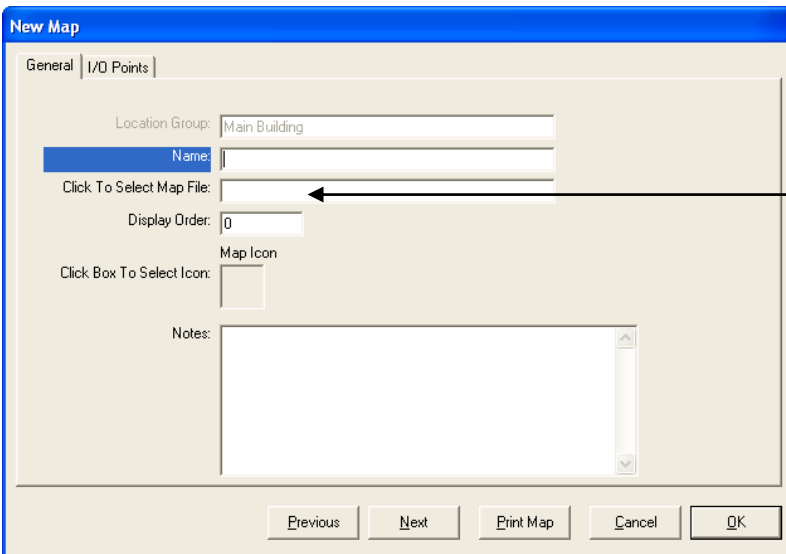 New Map
General I/O Points
Location Group: Main Building
Name:
Click To Select Map File:
Display Order: 0
Map Icon
Click Box To Select Icon:
Notes:
Previous Next Print Map Cancel OK